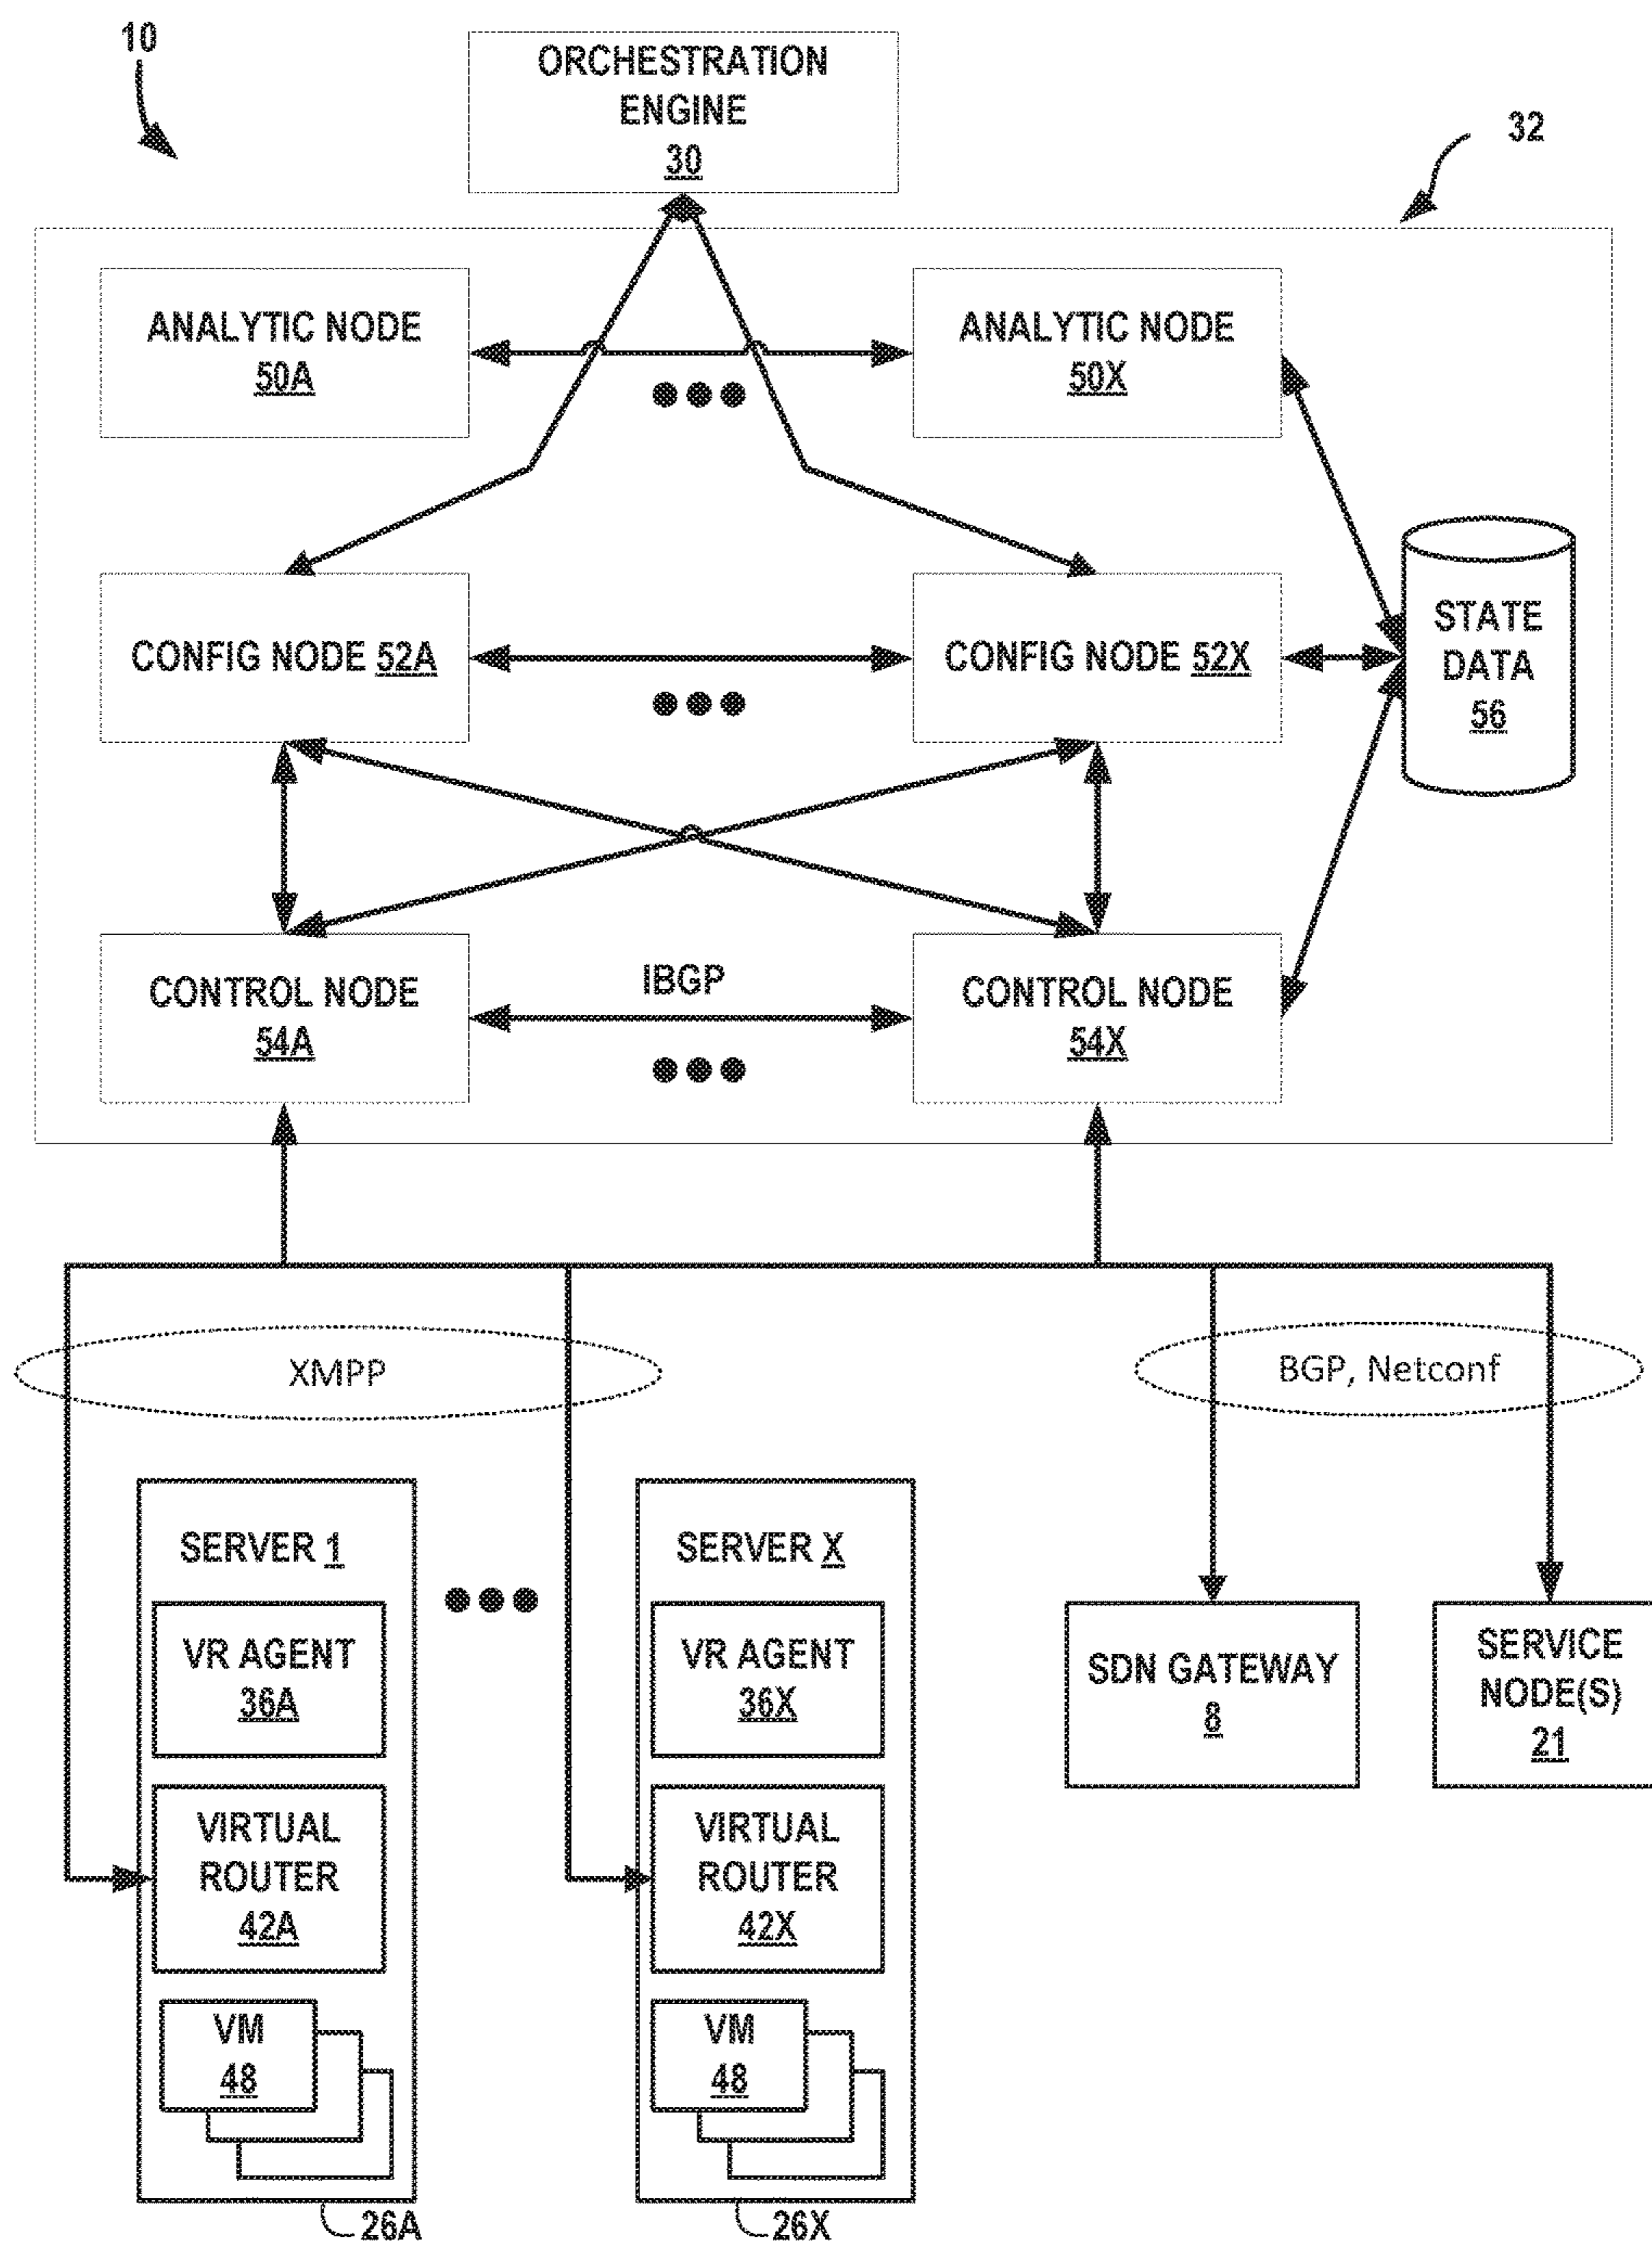 10
ORCHESTRATION
ENGINE
30
32
ANALYTIC NODE
50A
ANALYTIC NODE
50X
CONFIG NODE 52A
CONFIG NODE 52X
STATE
DATA
56
CONTROL NODE
54A
IBGP
CONTROL NODE
54X
XMPP
BGP, Netconf
SERVER 1
VR AGENT
36A
VIRTUAL
ROUTER
42A
VM
48
26A
SERVER X
VR AGENT
36X
VIRTUAL
ROUTER
42X
VM
48
26X
SDN GATEWAY
8
SERVICE
NODE(S)
21